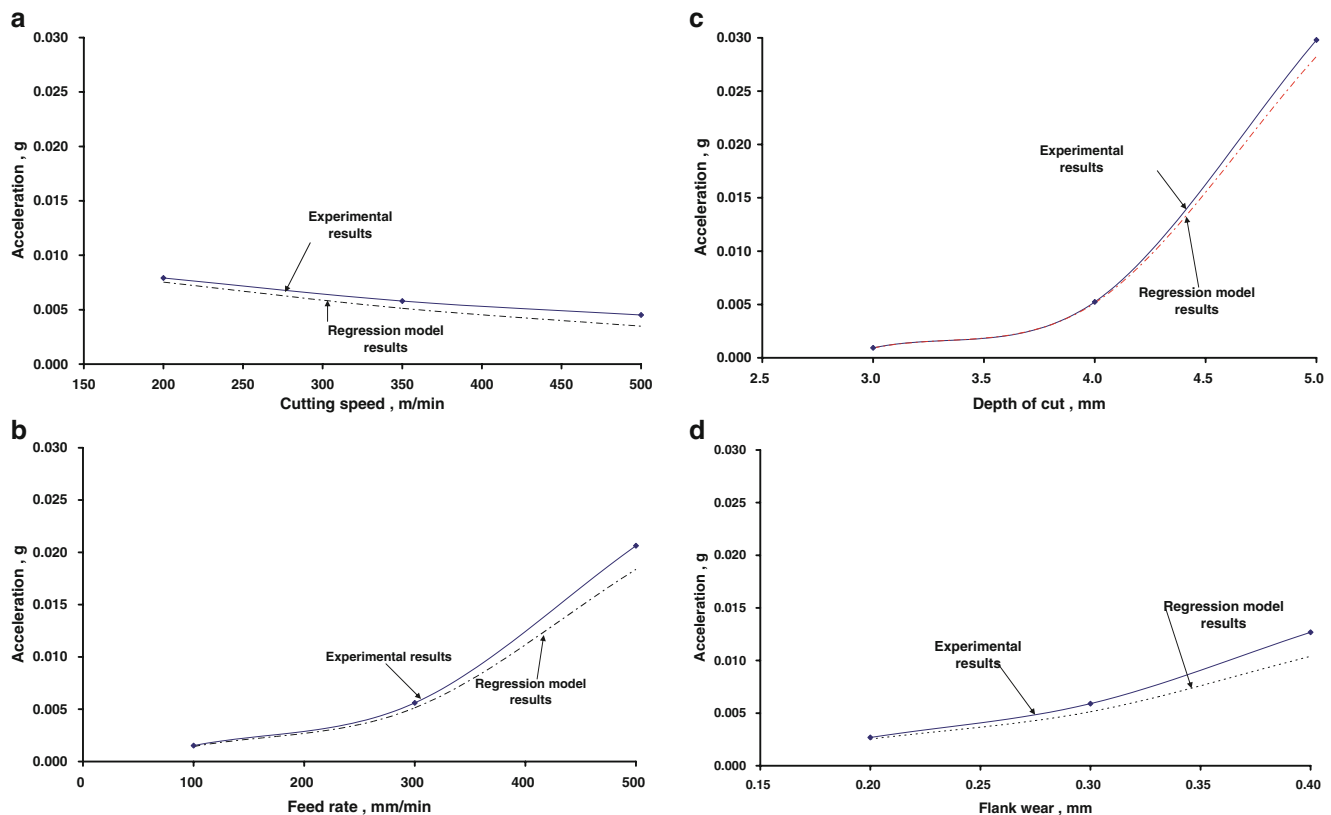 a
0.030
0.025
0.020
0.015
0.010
0.005
0.000
Acceleration , g
Experimental
results
Regression model
results
150 200 250 300 350 400 450 500
Cutting speed , m/min
b
0.030
0.025
0.020
0.015
0.010
0.005
0.000
Acceleration , g
Experimental results
Regression model
results
0 100 200 300 400 500
Feed rate , mm/min
c
0.030
0.025
0.020
0.015
0.010
0.005
0.000
Acceleration , g
Experimental
results
Regression model
results
2.5 3.0 3.5 4.0 4.5 5.0
Depth of cut , mm
d
0.030
0.025
0.020
0.015
0.010
0.005
0.000
Acceleration , g
Regression model
results
Experimental
results
0.15 0.20 0.25 0.30 0.35 0.40
Flank wear , mm